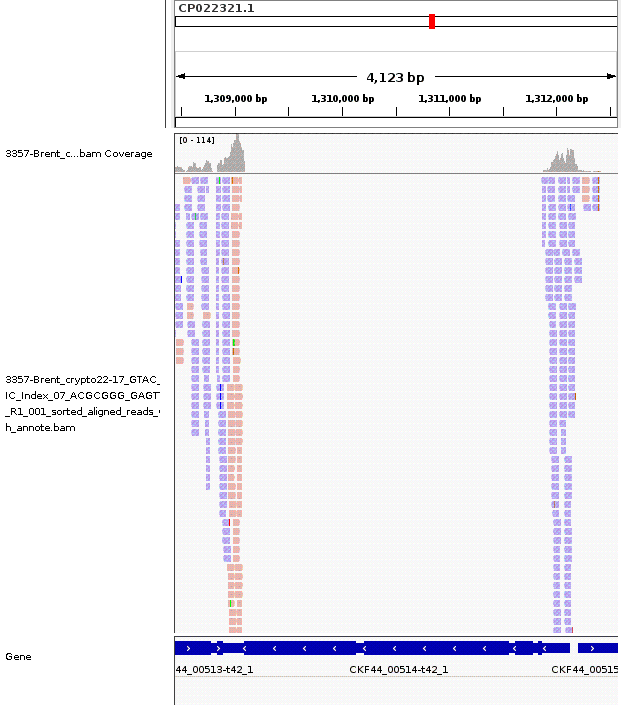 CP022321.1
4,123 bp
1,309,000 bp 1,310,000 bp 1,311,000 bp 1,312,000 bp
[0 - 114]
3357-Brent_c...bam Coverage
3357-Brent_crypto22-17_GTAC_
IC_Index_07_ACGCGGG_GAGT
_R1_001_sorted_aligned_reads_
h_annote.bam
Gene
44_00513-t42_1 CKF44_00514-t42_1 CKF44_00515